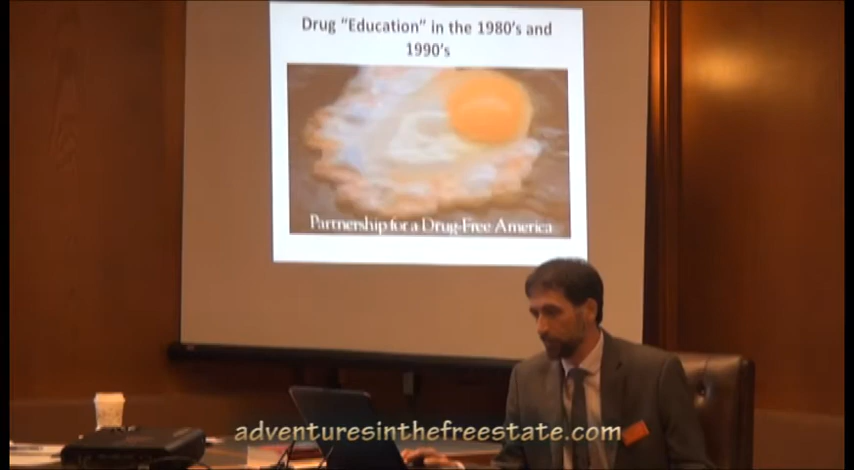 Drug “Education” in the 1980’s and
1990’s
Partnership for a Drug-Free America
adventuresinthefreestate.com